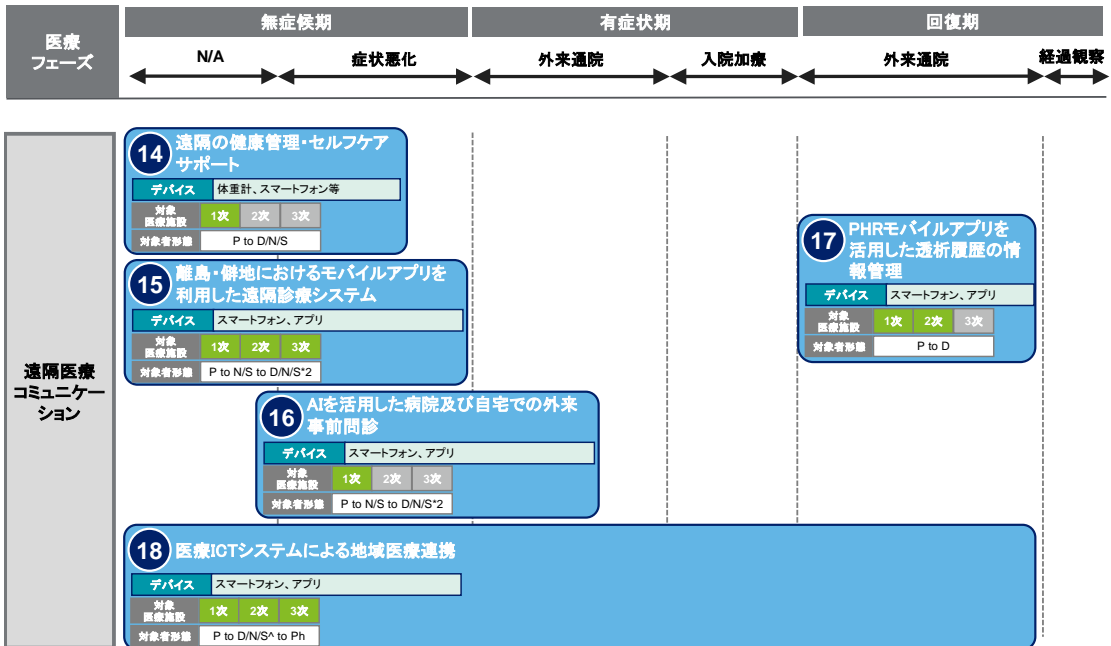 医療
フェーズ
無症候期
有症状期
回復期
N/A
症状悪化
外来通院
入院加療
外来通院
経過観察
遠隔医療
コミュニケー
ション
14
遠隔の健康管理・セルフケア
サポート
デバイス
体重計、スマートフォン等
対象
医療施設
1次
2次
3次
対象者形態
P to D/N/S
15
離島・僻地におけるモバイルアプリを
利用した遠隔診療システム
デバイス
スマートフォン、アプリ
対象
医療施設
1次
2次
3次
対象者形態
P to N/S to D/N/S*2
16
AIを活用した病院及び自宅での外来
事前問診
デバイス
スマートフォン、アプリ
対象
医療施設
1次
2次
3次
対象者形態
P to N/S to D/N/S*2
17
PHRモバイルアプリを
活用した透析履歴の情
報管理
デバイス
スマートフォン、アプリ
対象
医療施設
1次
2次
3次
対象者形態
P to D
18
医療ICTシステムによる地域医療連携
デバイス
スマートフォン、アプリ
対象
医療施設
1次
2次
3次
対象者形態
P to D/N/S^ to Ph